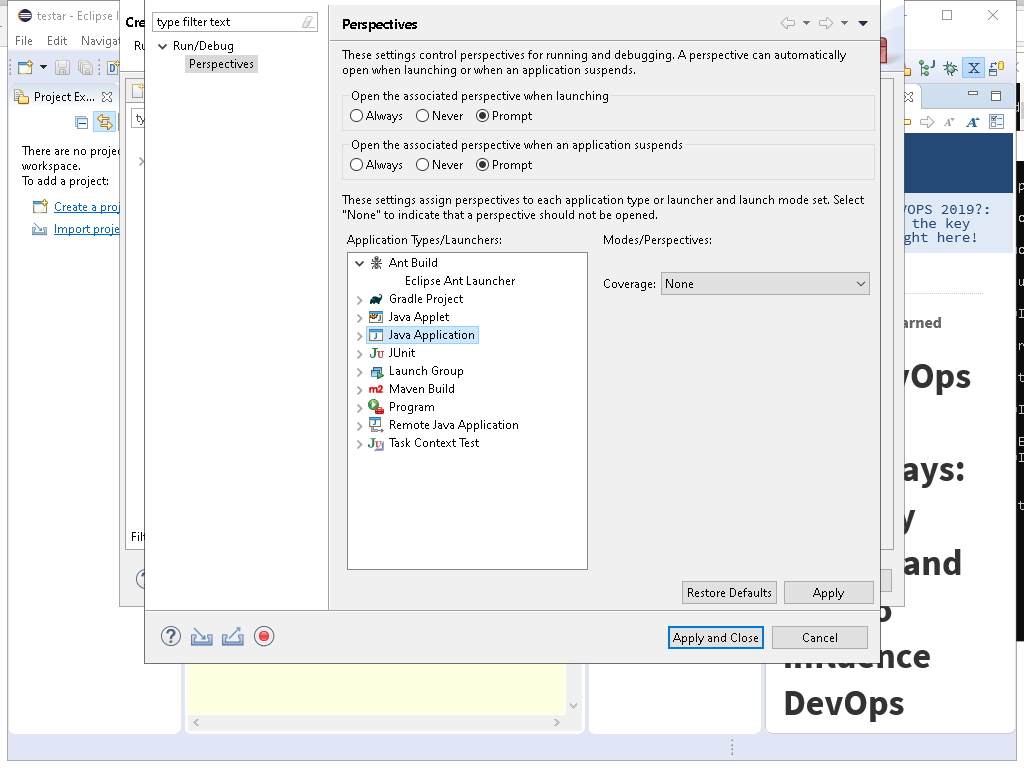 testar - Eclipse I
File Edit Navigat
Project Ex...
There are no proje
workspace.
To add a project:
Create a proj
Import proje
Cre
Ru
ty
Filt
type filter text
Run/Debug
Perspectives
Perspectives
These settings control perspectives for running and debugging. A perspective can automatically
open when launching or when an application suspends.
Open the associated perspective when launching
Always Never Prompt
Open the associated perspective when an application suspends
Always Never Prompt
These settings assign perspectives to each application type or launcher and launch mode set. Select
"None" to indicate that a perspective should not be opened.
Application Types/Launchers:
Modes/Perspectives:
Ant Build
Eclipse Ant Launcher
Gradle Project
Java Applet
Java Application
JUnit
Launch Group
Maven Build
Program
Remote Java Application
Task Context Test
Coverage: None
Restore Defaults Apply
Apply and Close Cancel
OPS 2019?:
the key
ght here!
arned
vOps
ays:
y
and
o
Influence
DevOps